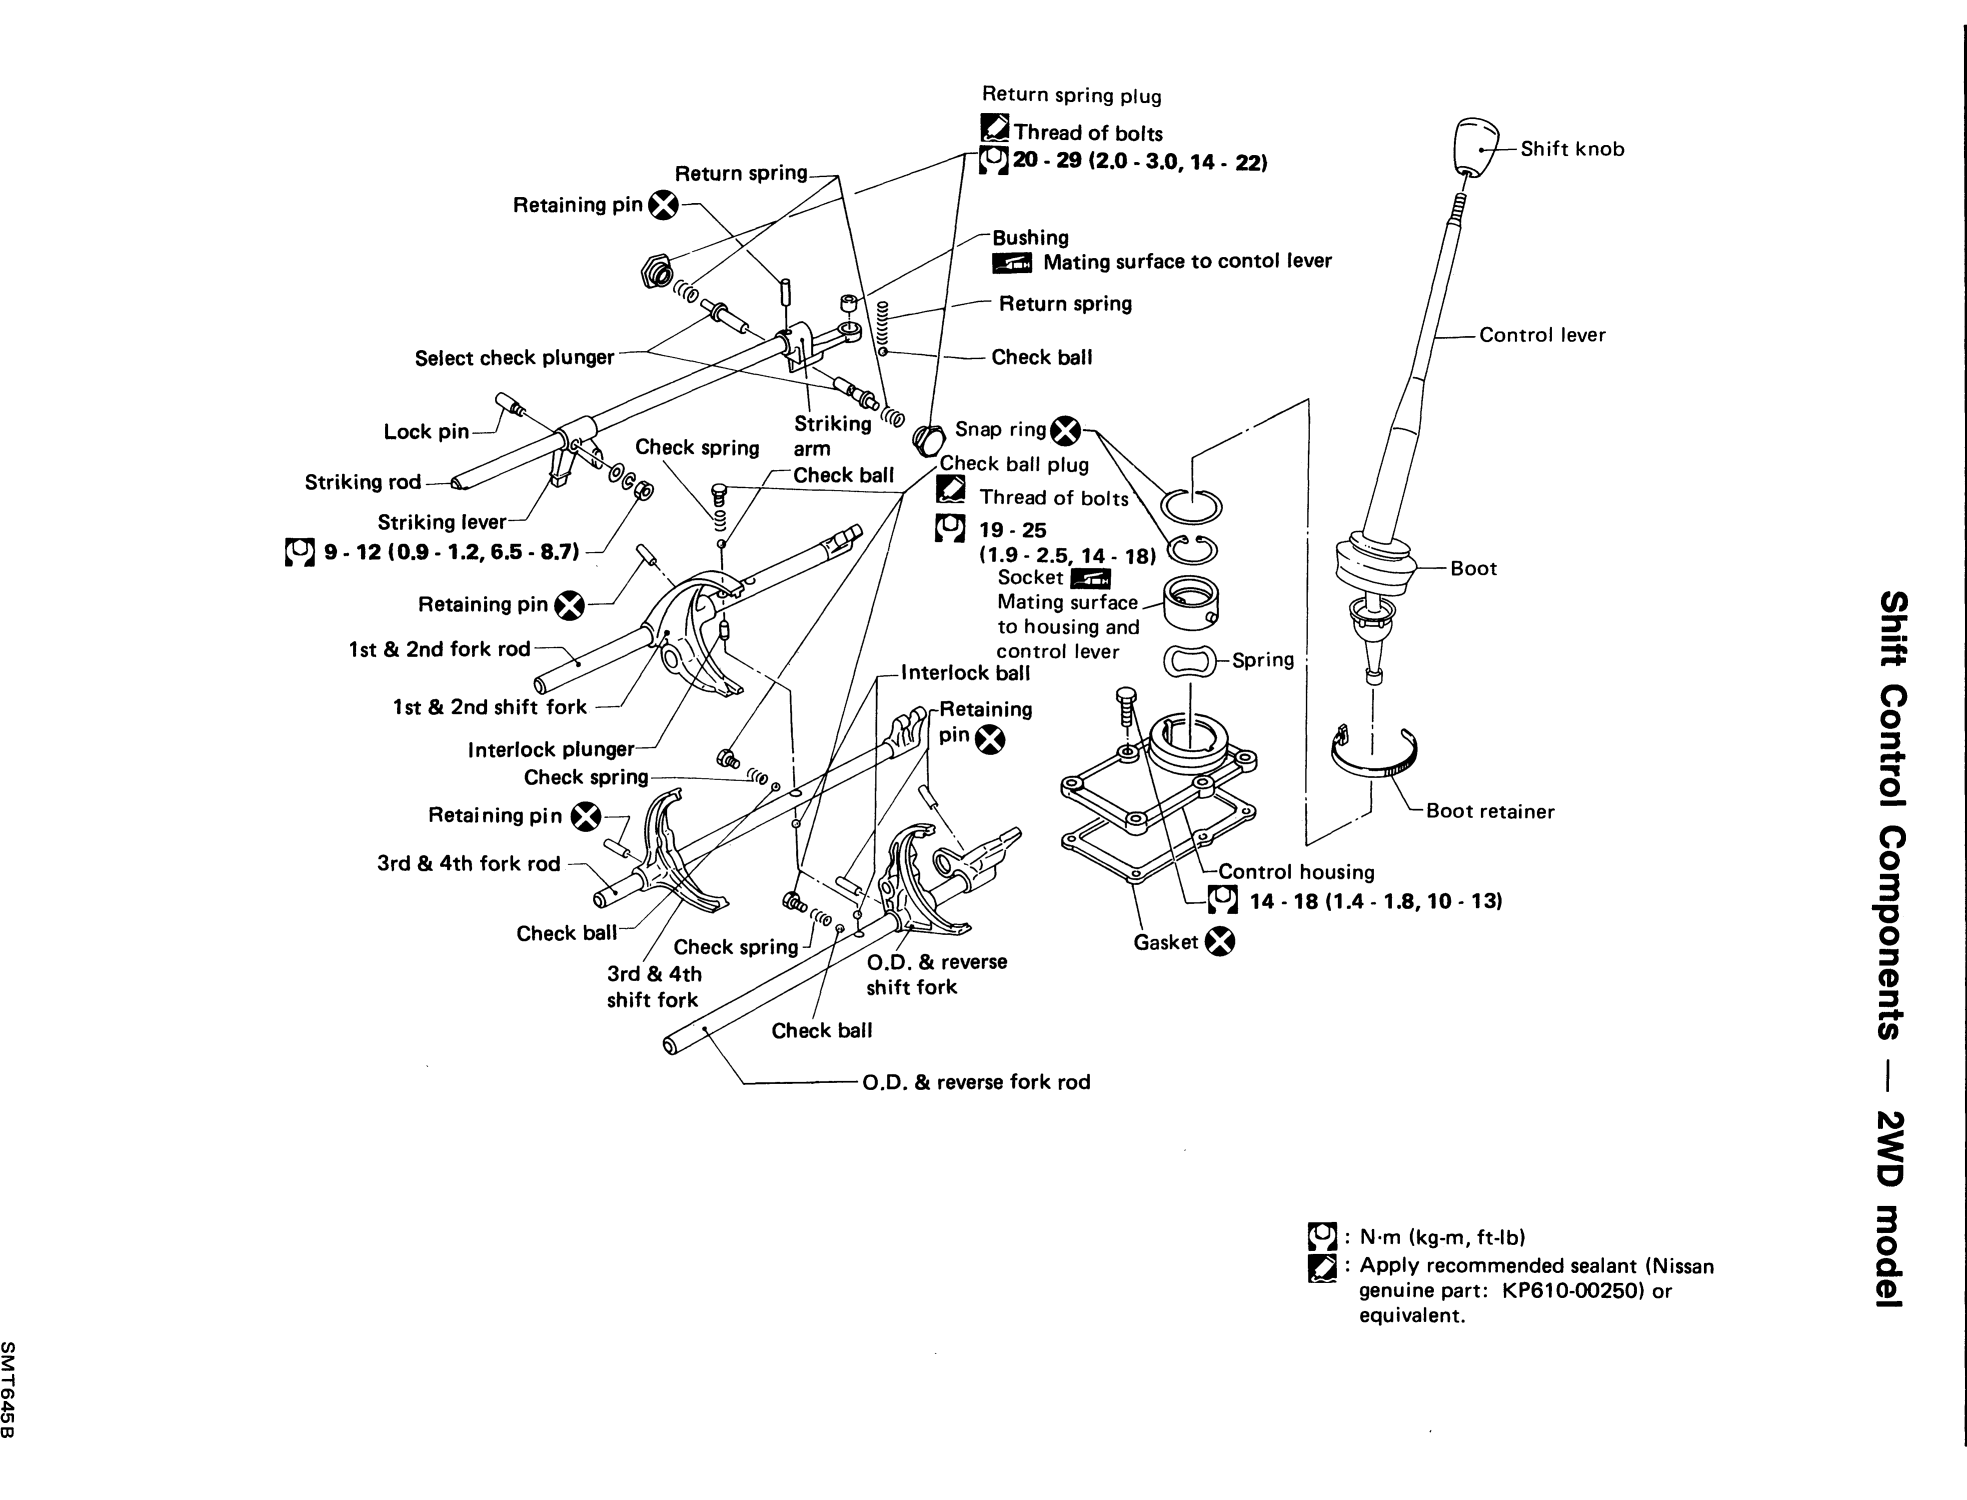 Shift Control Components — 2WD model
Return spring plug
Thread of bolts
20 - 29 (2.0 - 3.0, 14 - 22)
Return spring
Retaining pin
Bushing
Mating surface to contol lever
Return spring
Select check plunger
Check ball
Lock pin
Striking
arm
Check spring
Check ball
Striking rod
Striking lever
9 - 12 (0.9 - 1.2, 6.5 - 8.7)
Snap ring
Check ball plug
Thread of bolts
19 - 25
(1.9 - 2.5, 14 - 18)
Socket
Mating surface
to housing and
control lever
Retaining pin
1st & 2nd fork rod
1st & 2nd shift fork
Interlock plunger
Check spring
Interlock ball
Retaining
pin
Retaining pin
3rd & 4th fork rod
Check ball
3rd & 4th
shift fork
Check spring
O.D. & reverse
shift fork
Check ball
O.D. & reverse fork rod
Shift knob
Control lever
Boot
Spring
Boot retainer
Control housing
14 - 18 (1.4 - 1.8, 10 - 13)
Gasket
: N·m (kg-m, ft-lb)
: Apply recommended sealant (Nissan
genuine part: KP610-00250) or
equivalent.
SMT645B